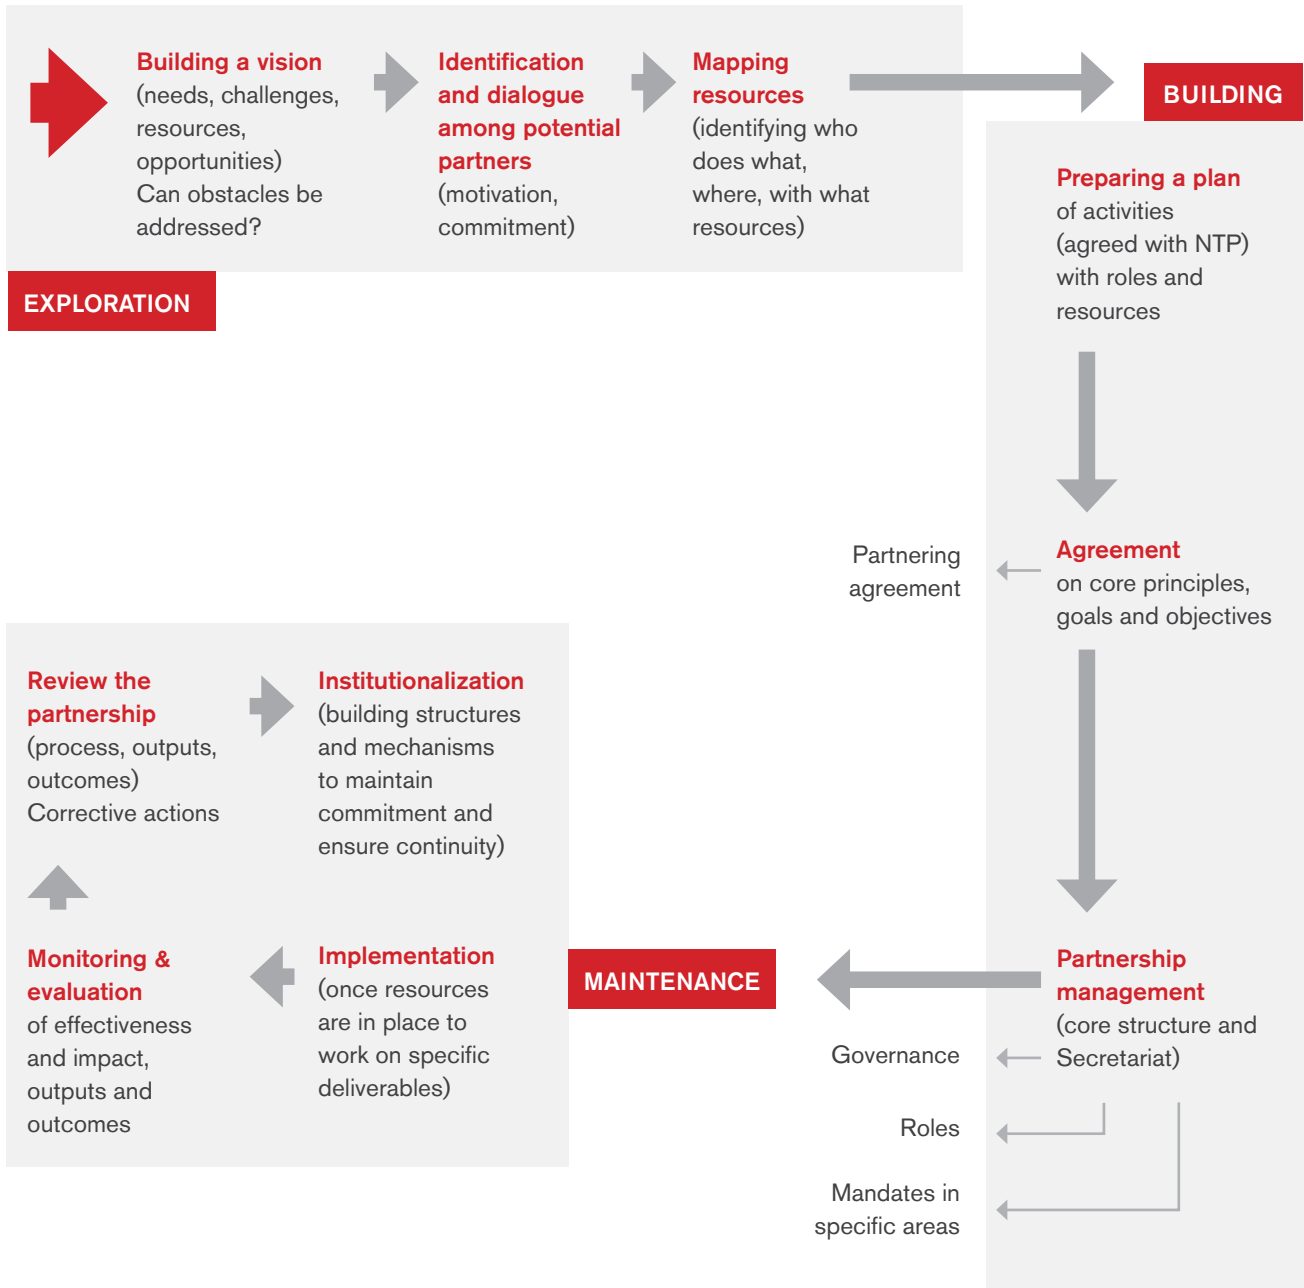 Building a vision
(needs, challenges,
resources,
opportunities)
Can obstacles be
addressed?
Identification
and dialogue
among potential
partners
(motivation,
commitment)
Mapping
resources
(identifying who
does what,
where, with what
resources)
EXPLORATION
BUILDING
Preparing a plan
of activities
(agreed with NTP)
with roles and
resources
Agreement
on core principles,
goals and objectives
Partnering
agreement
Partnership
management
(core structure and
Secretariat)
Governance
Roles
Mandates in
specific areas
MAINTENANCE
Implementation
(once resources
are in place to
work on specific
deliverables)
Monitoring &
evaluation
of effectiveness
and impact,
outputs and
outcomes
Review the
partnership
(process, outputs,
outcomes)
Corrective actions
Institutionalization
(building structures
and mechanisms
to maintain
commitment and
ensure continuity)